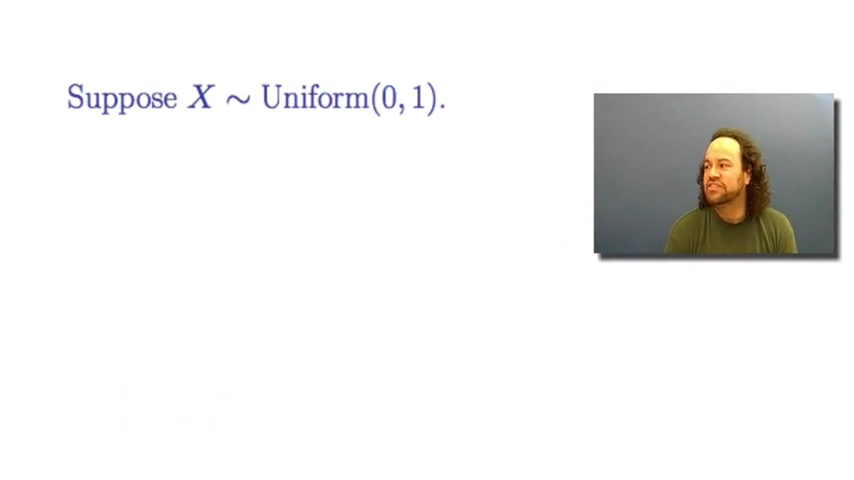 Suppose X ∼ Uniform(0, 1).